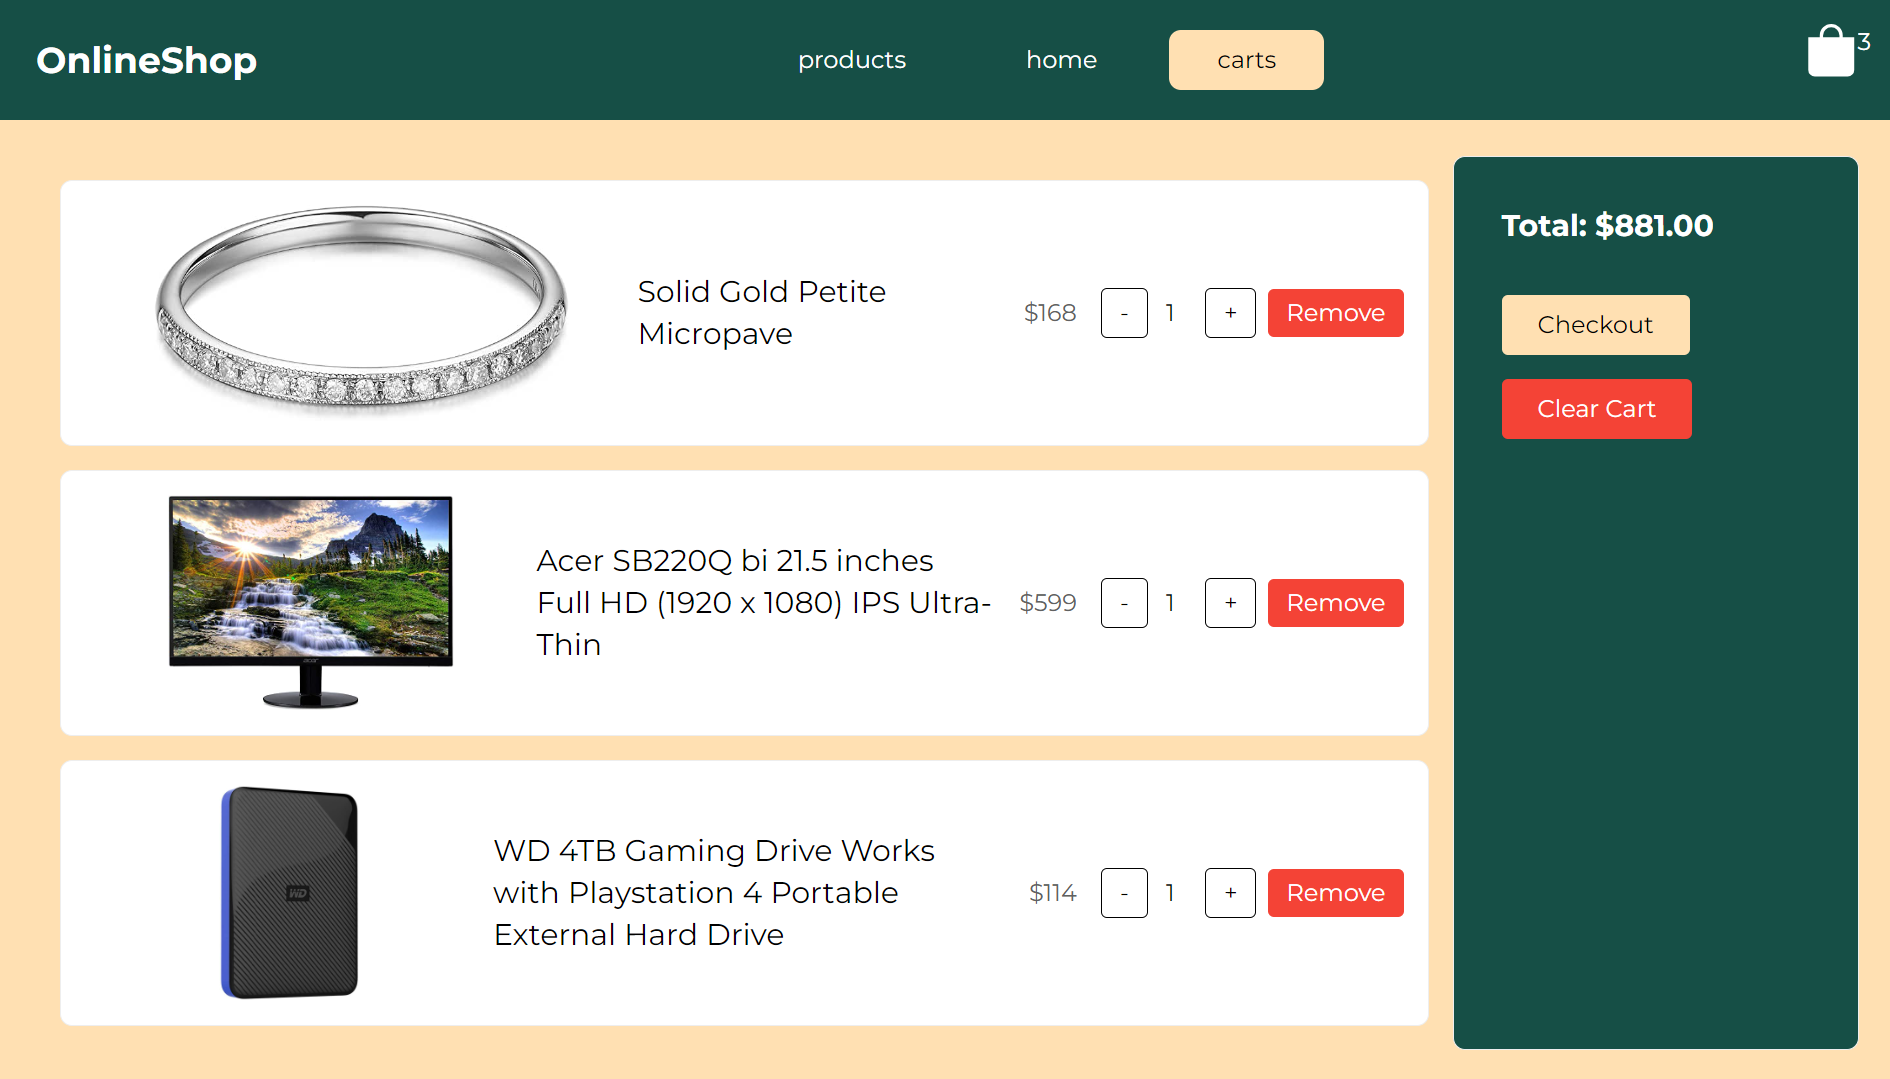 OnlineShop
products
home
carts
3
Solid Gold Petite
Micropave
$168
-
1
+
Remove
acer
Acer SB220Q bi 21.5 inches
Full HD (1920 x 1080) IPS Ultra-
Thin
$599
-
1
+
Remove
WD
WD 4TB Gaming Drive Works
with Playstation 4 Portable
External Hard Drive
$114
-
1
+
Remove
Total: $881.00
Checkout
Clear Cart